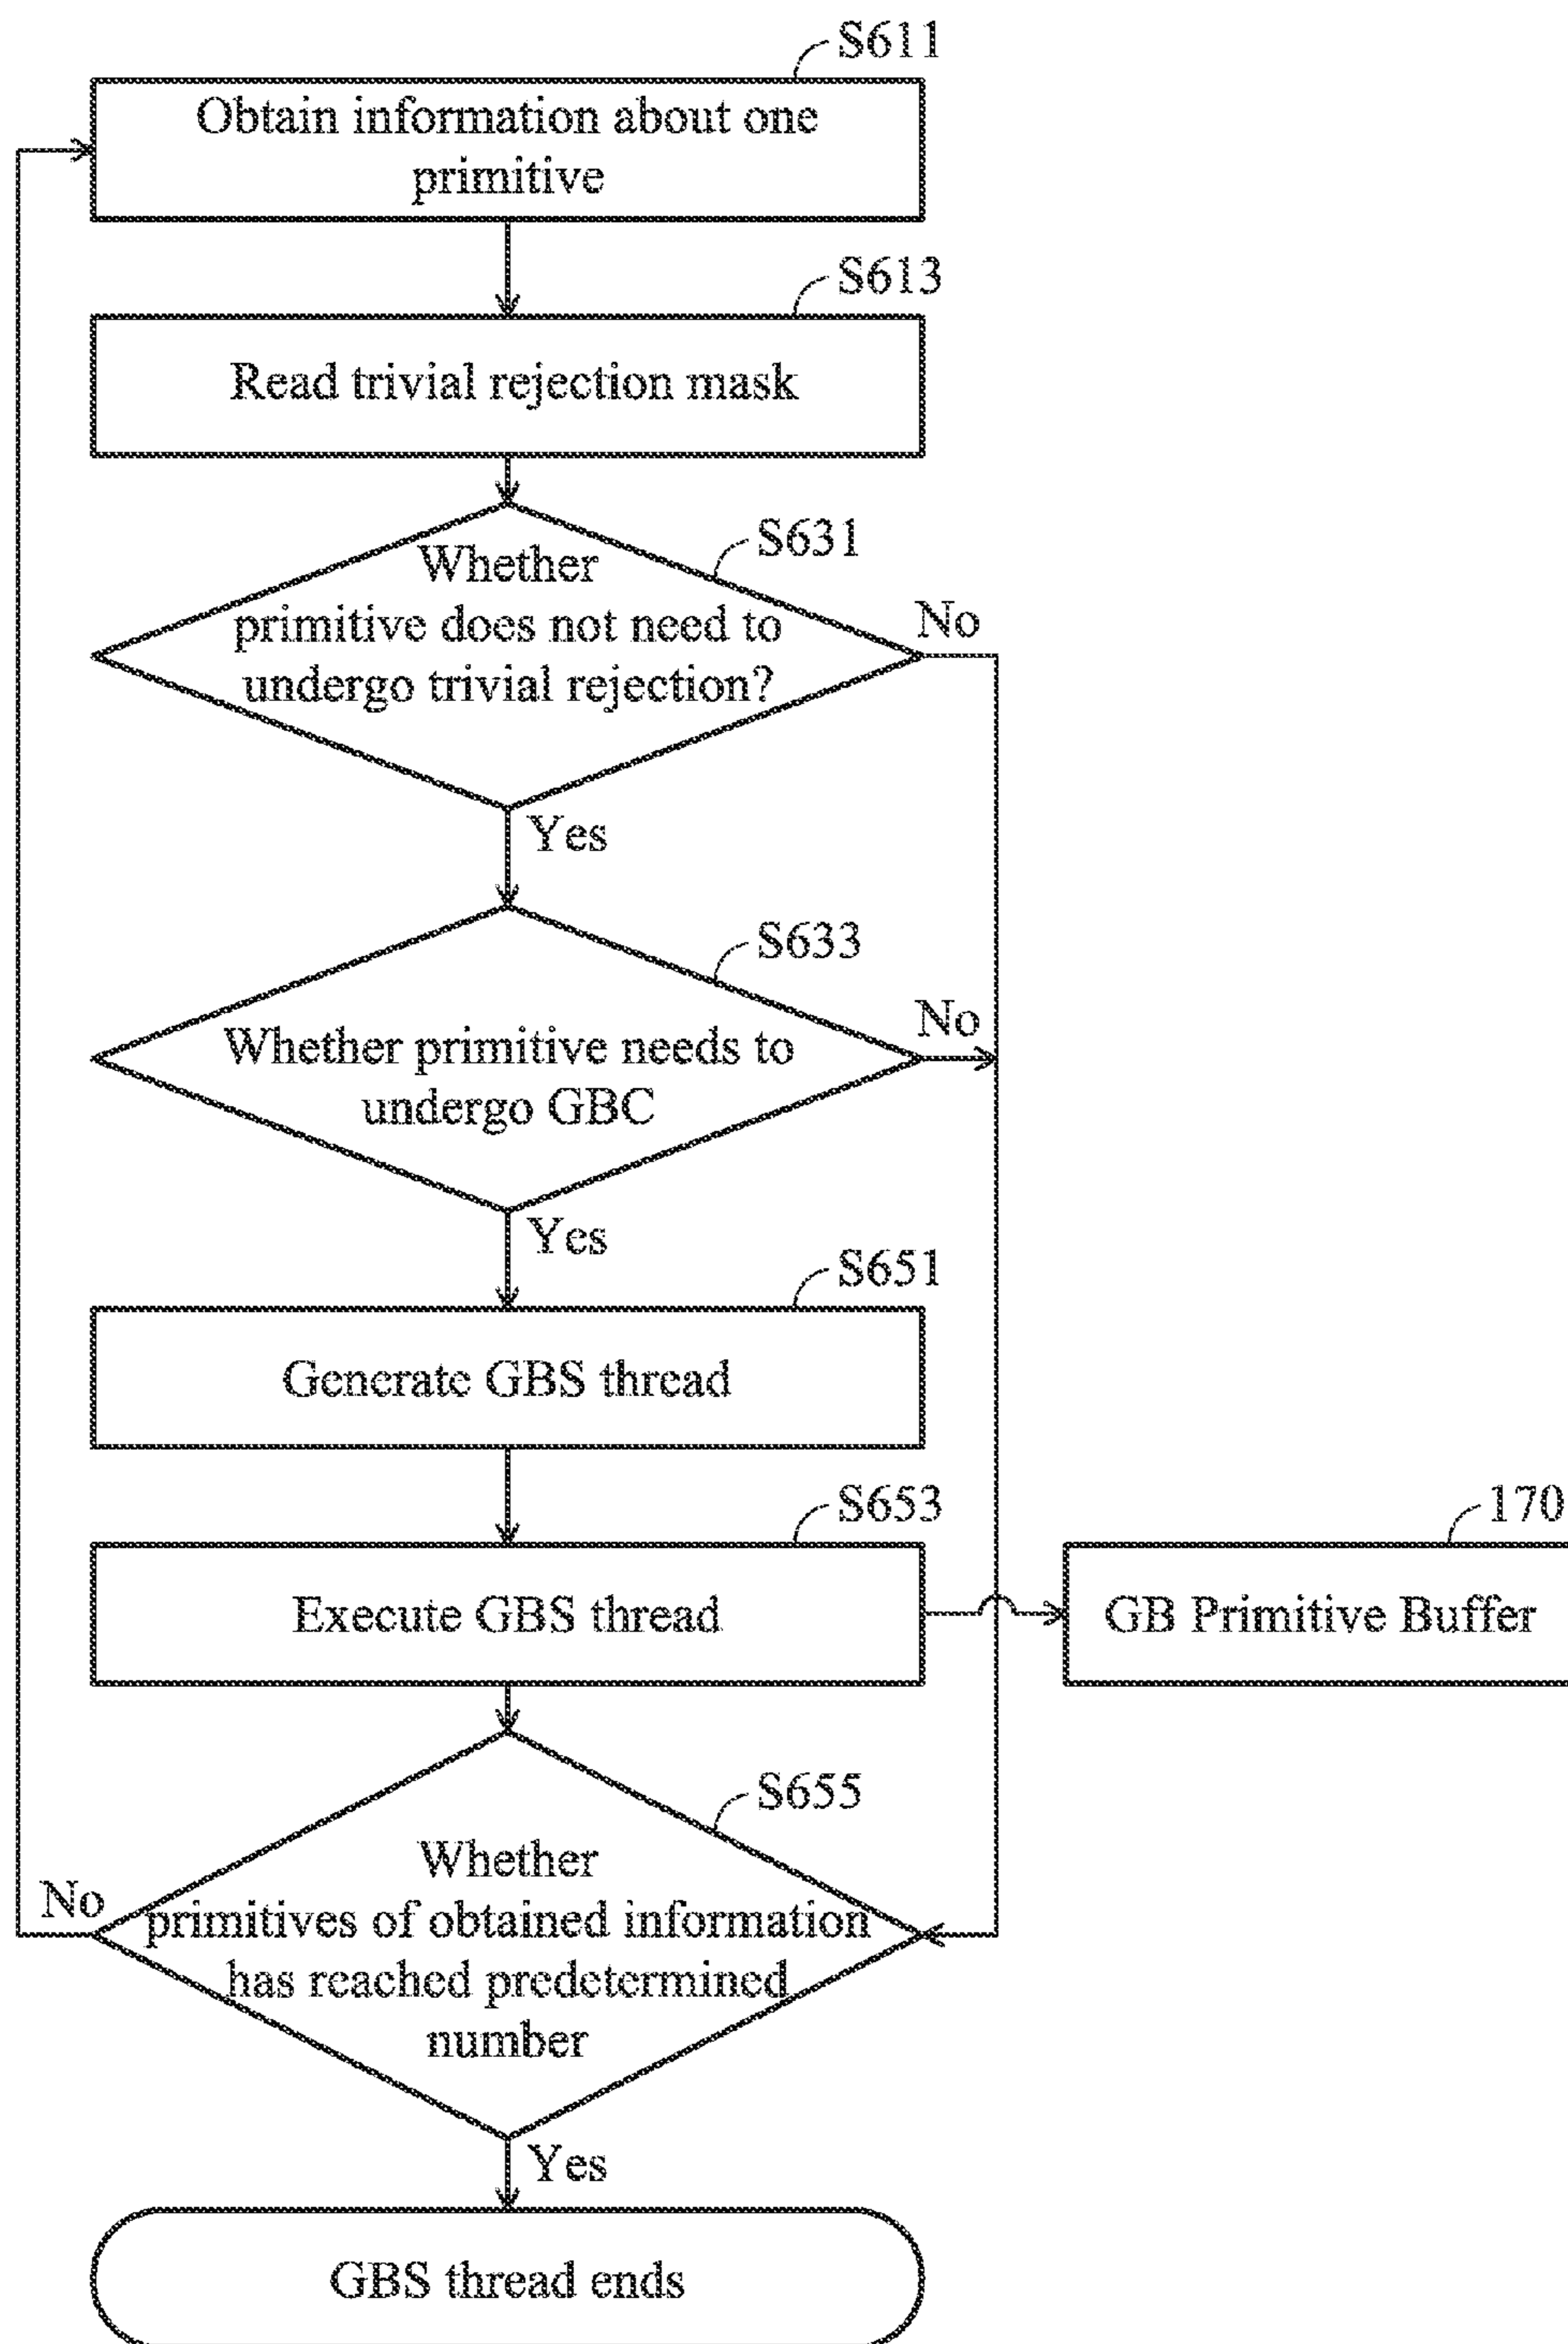 S611
Obtain information about one
primitive
S613
Read trivial rejection mask
S631
Whether
primitive does not need to
undergo trivial rejection?
No
Yes
S633
Whether primitive needs to
undergo GBC
No
Yes
S651
Generate GBS thread
S653
Execute GBS thread
170
GB Primitive Buffer
S655
Whether
primitives of obtained information
has reached predetermined
number
No
Yes
GBS thread ends